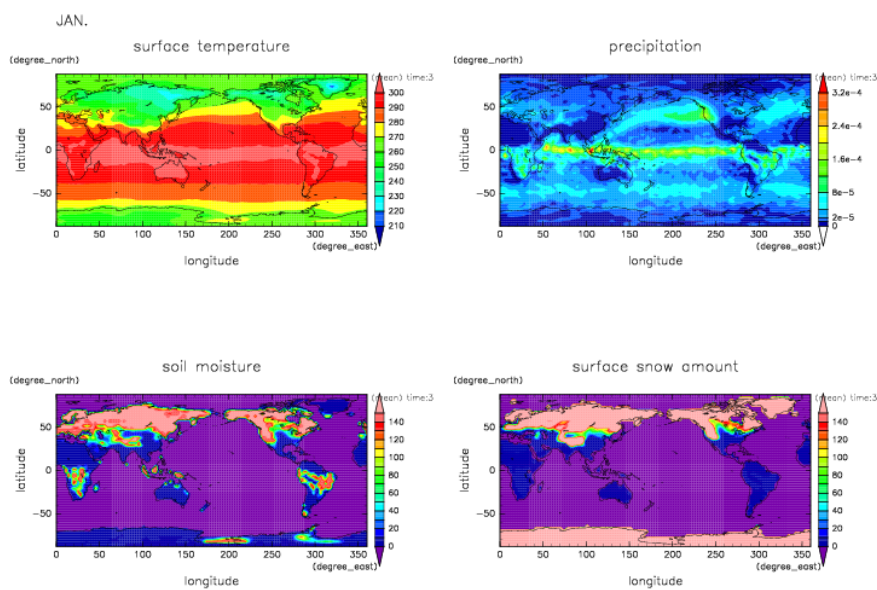 JAN.
surface temperature
(degree_north)
(mean) time:3
300
290
280
270
260
250
240
230
220
210
50
0
−50
latitude
0 50 100 150 200 250 300 350
(degree_east)
longitude
precipitation
(degree_north)
(mean) time:3
3.2e−4
2.4e−4
1.6e−4
8e−5
2e−5
0
50
0
−50
latitude
0 50 100 150 200 250 300 350
(degree_east)
longitude
soil moisture
(degree_north)
(mean) time:3
140
120
100
80
60
40
20
0
50
0
−50
latitude
0 50 100 150 200 250 300 350
(degree_east)
longitude
surface snow amount
(degree_north)
(mean) time:3
140
120
100
80
60
40
20
0
50
0
−50
latitude
0 50 100 150 200 250 300 350
(degree_east)
longitude